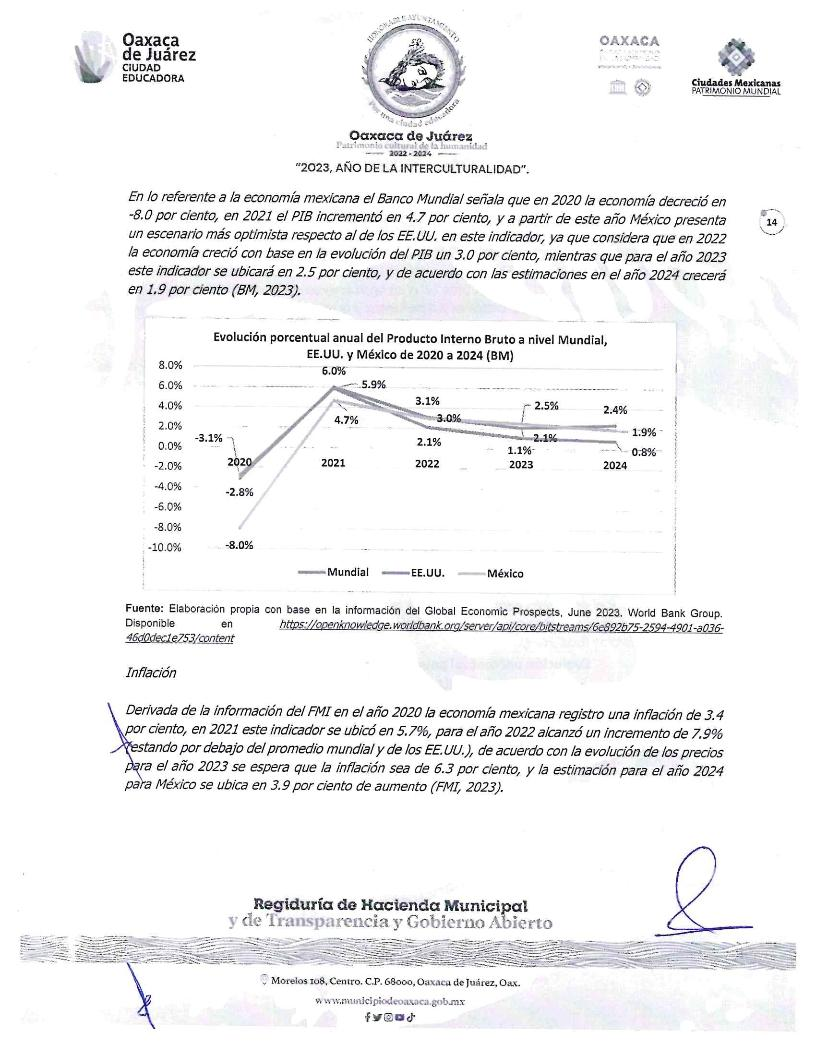 Oaxaca
de Juárez
CIUDAD
EDUCADORA
HONORABLE AYUNTAMIENTO
Por una ciudad educadora
Oaxaca de Juárez
Patrimonio cultural de la humanidad
2022 - 2024
OAXACA
Ciudades Mexicanas
PATRIMONIO MUNDIAL
"2023, AÑO DE LA INTERCULTURALIDAD".
14
En lo referente a la economía mexicana el Banco Mundial señala que en 2020 la economía decreció en
-8.0 por ciento, en 2021 el PIB incrementó en 4.7 por ciento, y a partir de este año México presenta
un escenario más optimista respecto al de los EE.UU. en este indicador, ya que considera que en 2022
la economía creció con base en la evolución del PIB un 3.0 por ciento, mientras que para el año 2023
este indicador se ubicará en 2.5 por ciento, y de acuerdo con las estimaciones en el año 2024 crecerá
en 1.9 por ciento (BM, 2023).
Evolución porcentual anual del Producto Interno Bruto a nivel Mundial,
EE.UU. y México de 2020 a 2024 (BM)
8.0%
6.0%
4.0%
2.0%
0.0%
-2.0%
-4.0%
-6.0%
-8.0%
-10.0%
6.0%
5.9%
3.1%
2.5%
2.4%
4.7%
3.0%
-3.1%
2.1%
2.1%
1.9%
1.1%
0.8%
2020
2021
2022
2023
2024
-2.8%
-8.0%
Mundial EE.UU. México
Fuente: Elaboración propia con base en la información del Global Economic Prospects, June 2023. World Bank Group.
Disponible en https://openknowledge.worldbank.org/server/api/core/bitstreams/6e892b75-2594-4901-a036-
46d0dec1e753/content
Inflación
Derivada de la información del FMI en el año 2020 la economía mexicana registro una inflación de 3.4
por ciento, en 2021 este indicador se ubicó en 5.7%, para el año 2022 alcanzó un incremento de 7.9%
(estando por debajo del promedio mundial y de los EE.UU.), de acuerdo con la evolución de los precios
para el año 2023 se espera que la inflación sea de 6.3 por ciento, y la estimación para el año 2024
para México se ubica en 3.9 por ciento de aumento (FMI, 2023).
Regiduría de Hacienda Municipal
y de Transparencia y Gobierno Abierto
Morelos 108, Centro. C.P. 68000, Oaxaca de Juárez, Oax.
www.municipiodeoaxaca.gob.mx